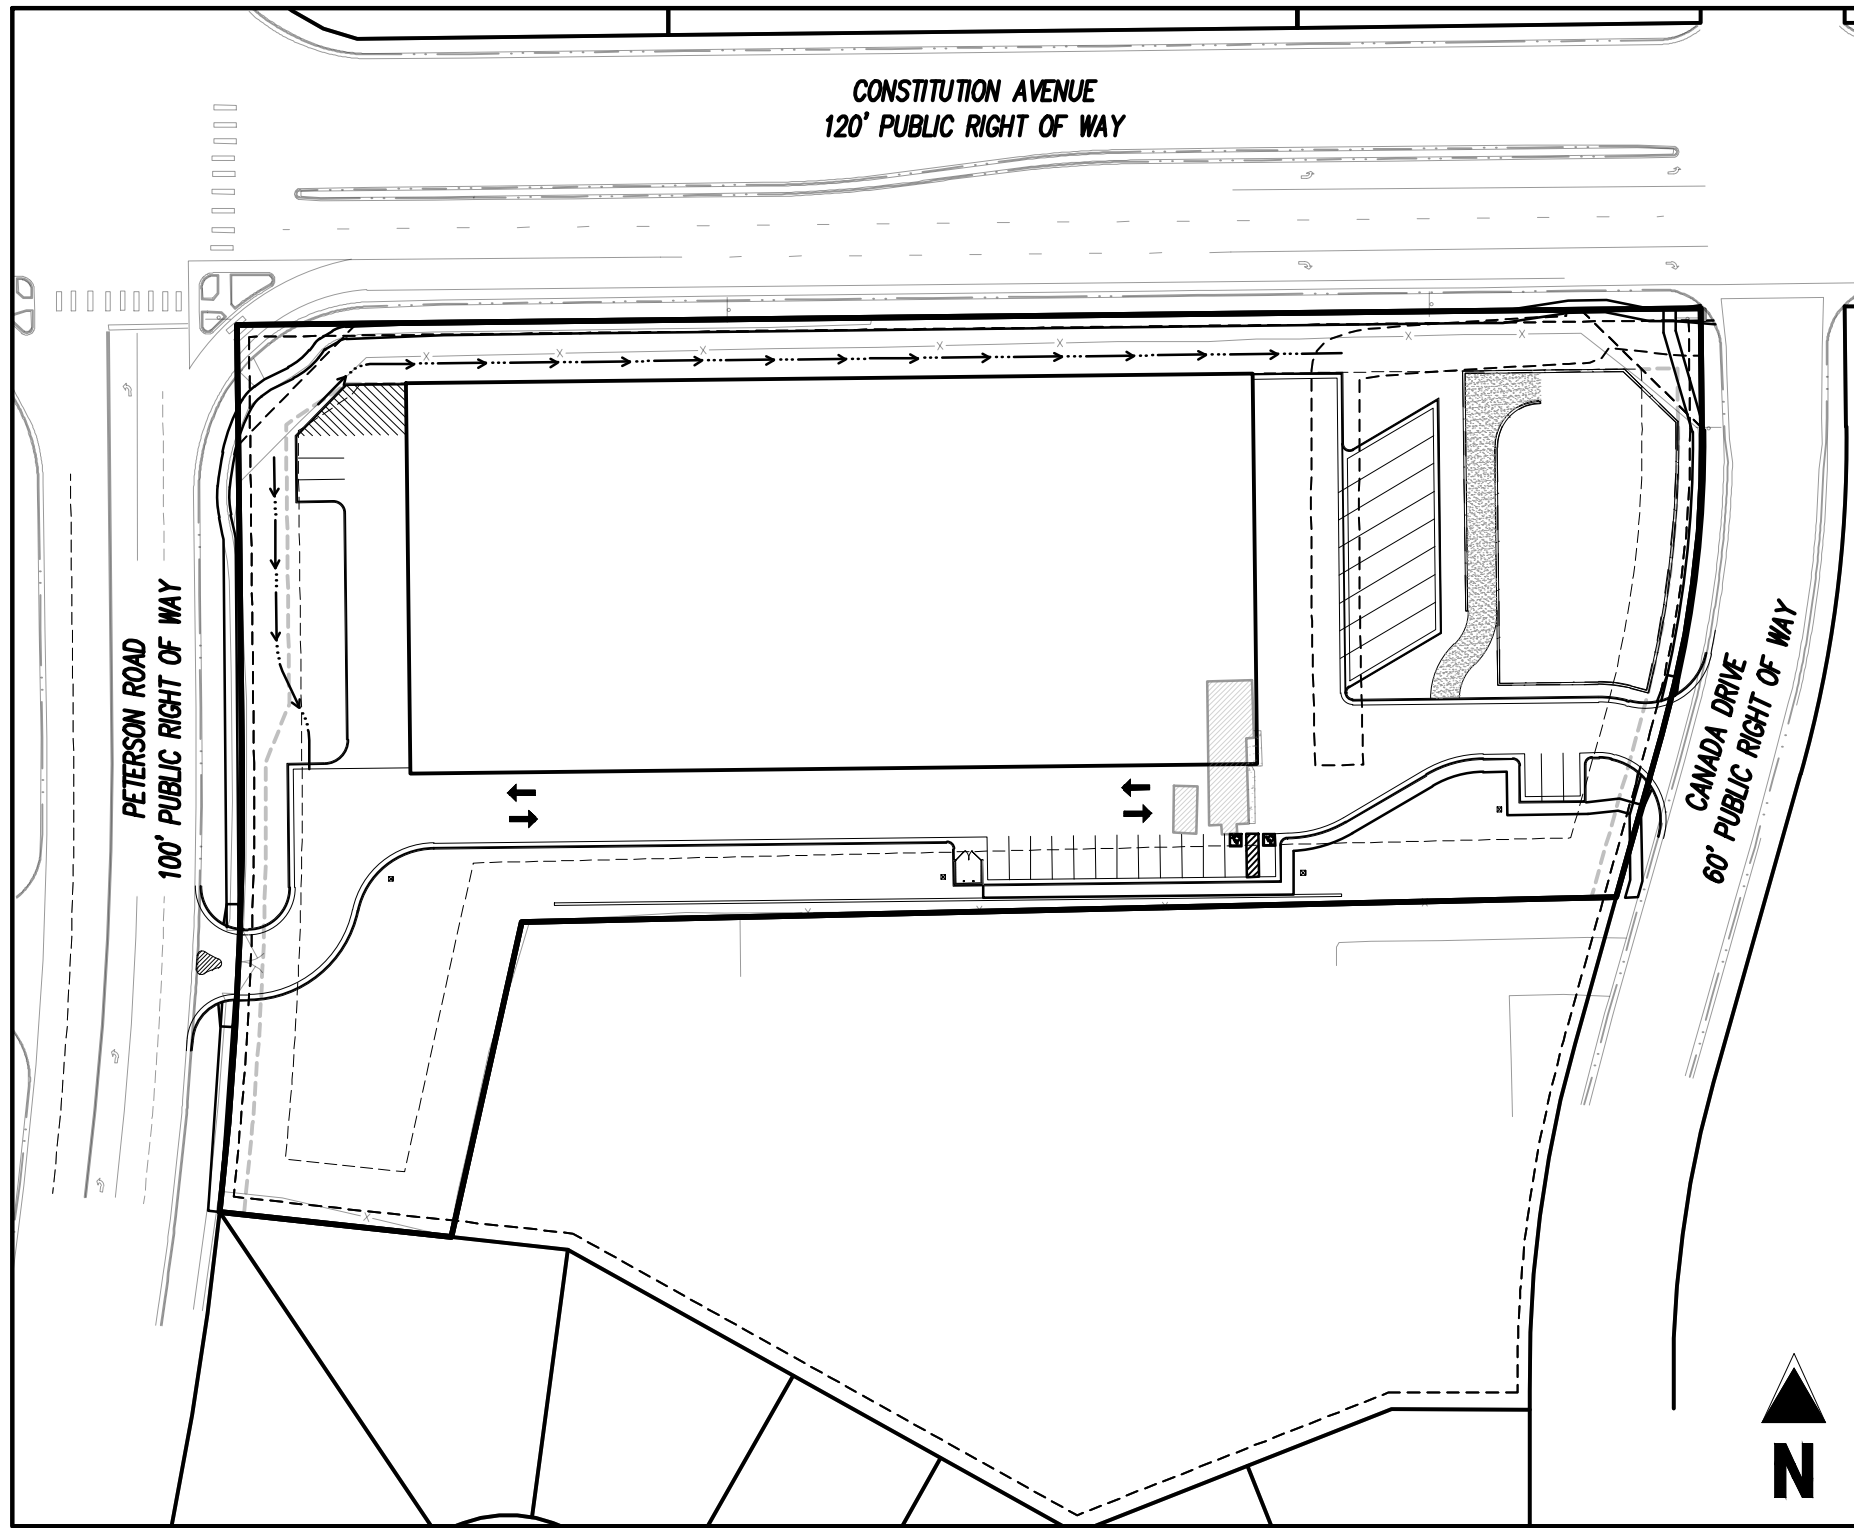 CONSTITUTION AVENUE
120' PUBLIC RIGHT OF WAY
PETERSON ROAD
100' PUBLIC RIGHT OF WAY
CANADA DRIVE
60' PUBLIC RIGHT OF WAY
N